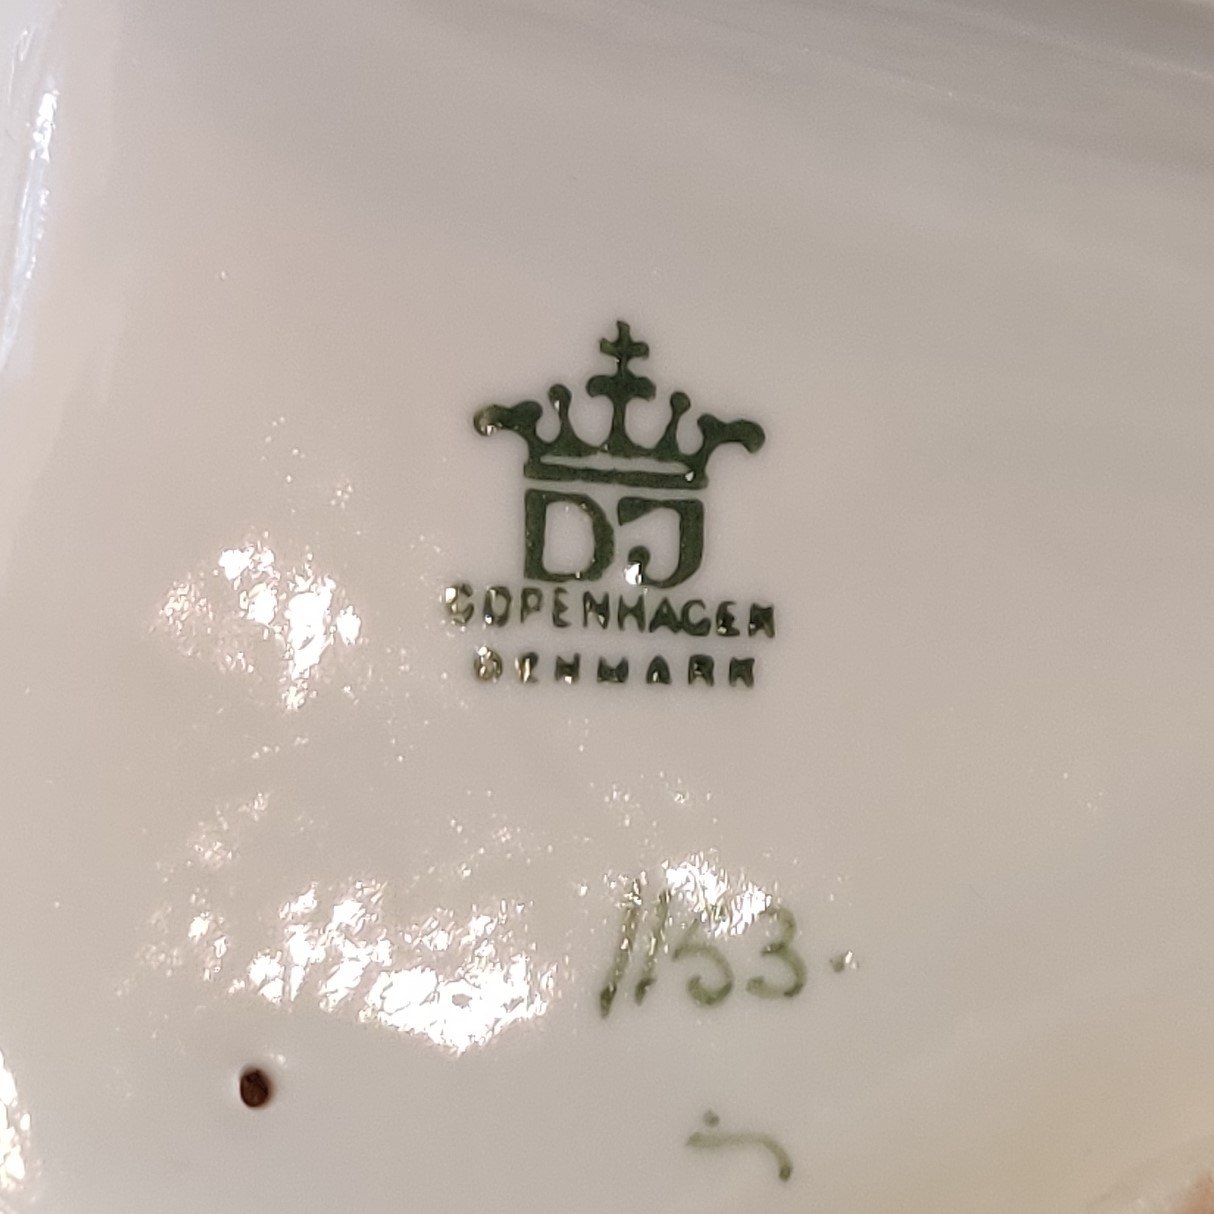 DJ
COPENHAGEN
DENMARK
1153.